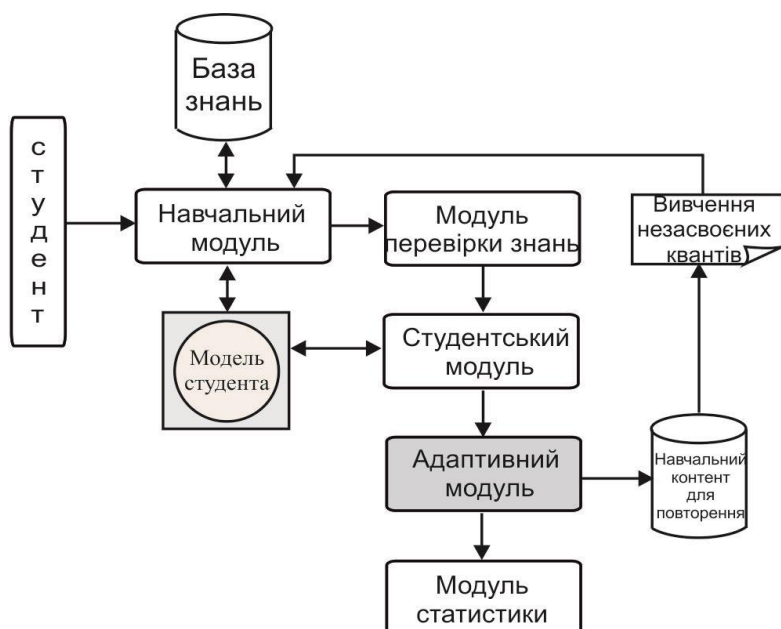 База
знань
студент
Навчальний
модуль
Модуль
перевірки знань
Вивчення
незасвоєних
квантів
Модель
студента
Студентський
модуль
Адаптивний
модуль
Навчальний
контент
для
повторення
Модуль
статистики